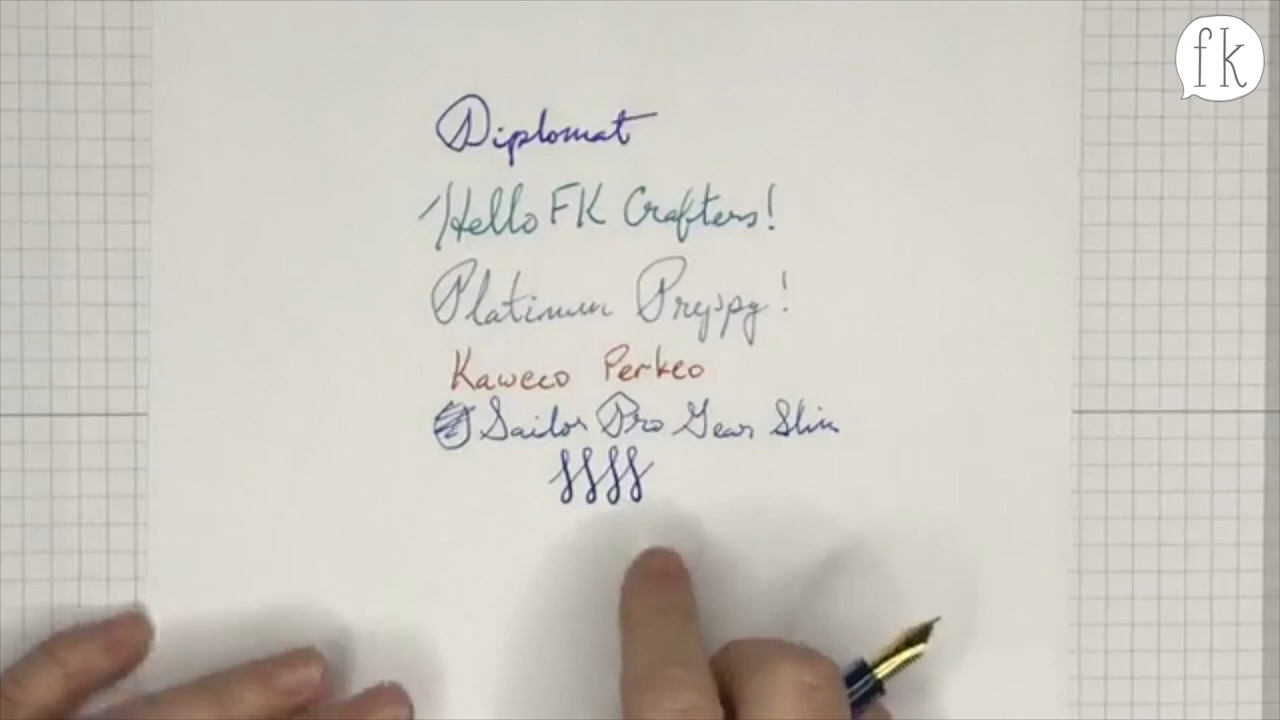 fk
Diplomat
Hello FK Crafters!
Platinum Preppy!
Kaweco Perkeo
Sailor Pro Gear Slim